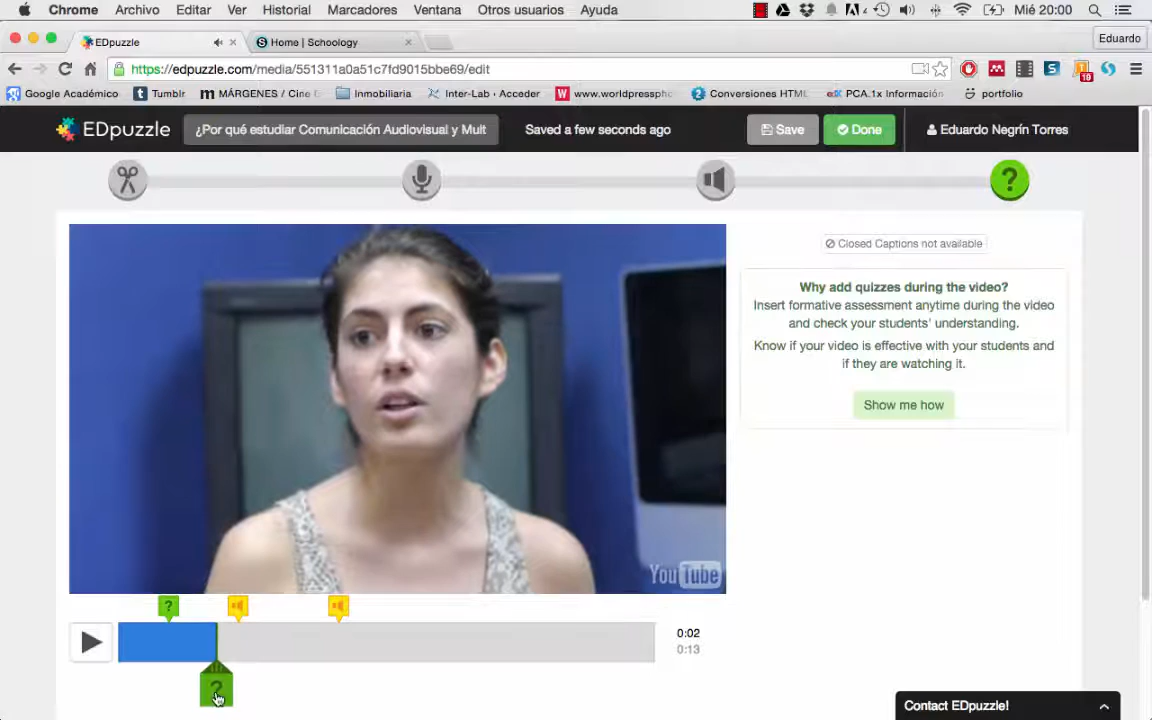 Chrome Archivo Editar Ver Historial Marcadores Ventana Otros usuarios Ayuda Mié 20:00
EDpuzzle Home | Schoology Eduardo
https://edpuzzle.com/media/551311a0a51c7fd9015bbe69/edit
19
Google Académico Tumblr MÁRGENES / Cine E Inmobiliaria Inter-Lab › Acceder www.worldpresspho Conversiones HTML PCA.1x Información portfolio
EDpuzzle ¿Por qué estudiar Comunicación Audiovisual y Mult Saved a few seconds ago Save Done Eduardo Negrín Torres
?
Closed Captions not available
Why add quizzes during the video?
Insert formative assessment anytime during the video
and check your students' understanding.
Know if your video is effective with your students and
if they are watching it.
Show me how
YouTube
?
0:02
0:13
?
Contact EDpuzzle!